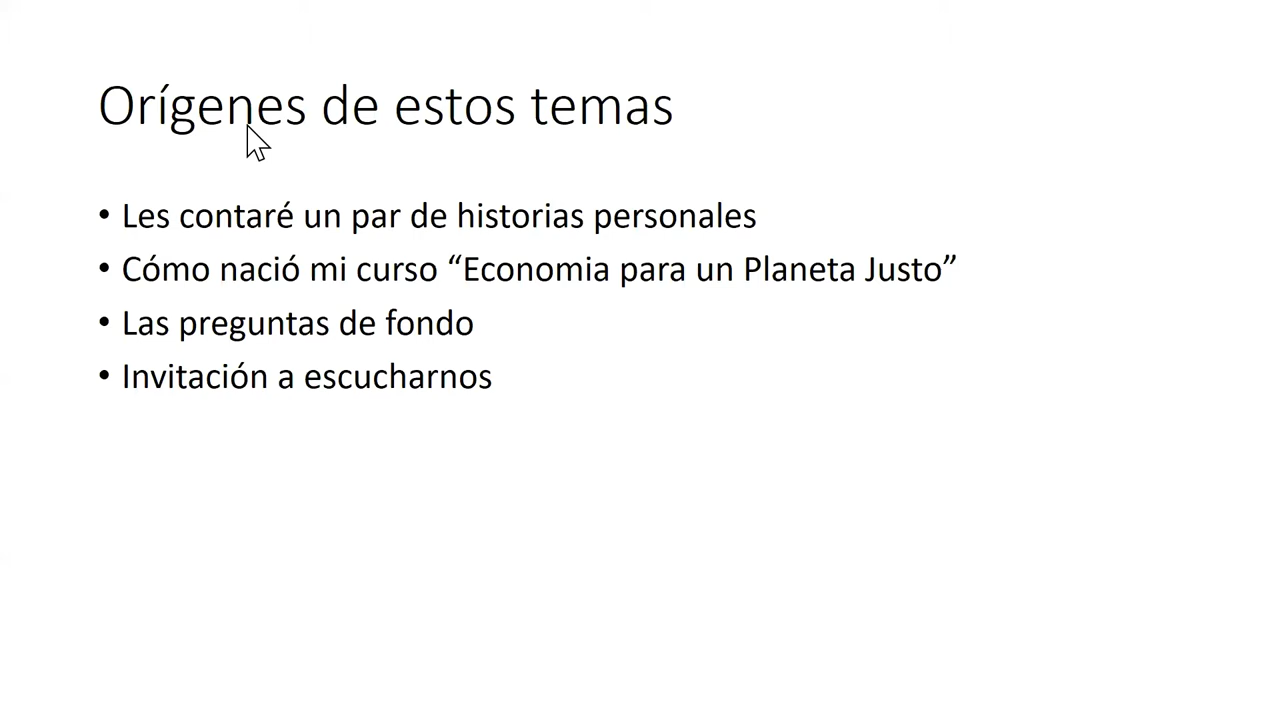 Orígenes de estos temas
• Les contaré un par de historias personales
• Cómo nació mi curso “Economia para un Planeta Justo”
• Las preguntas de fondo
• Invitación a escucharnos